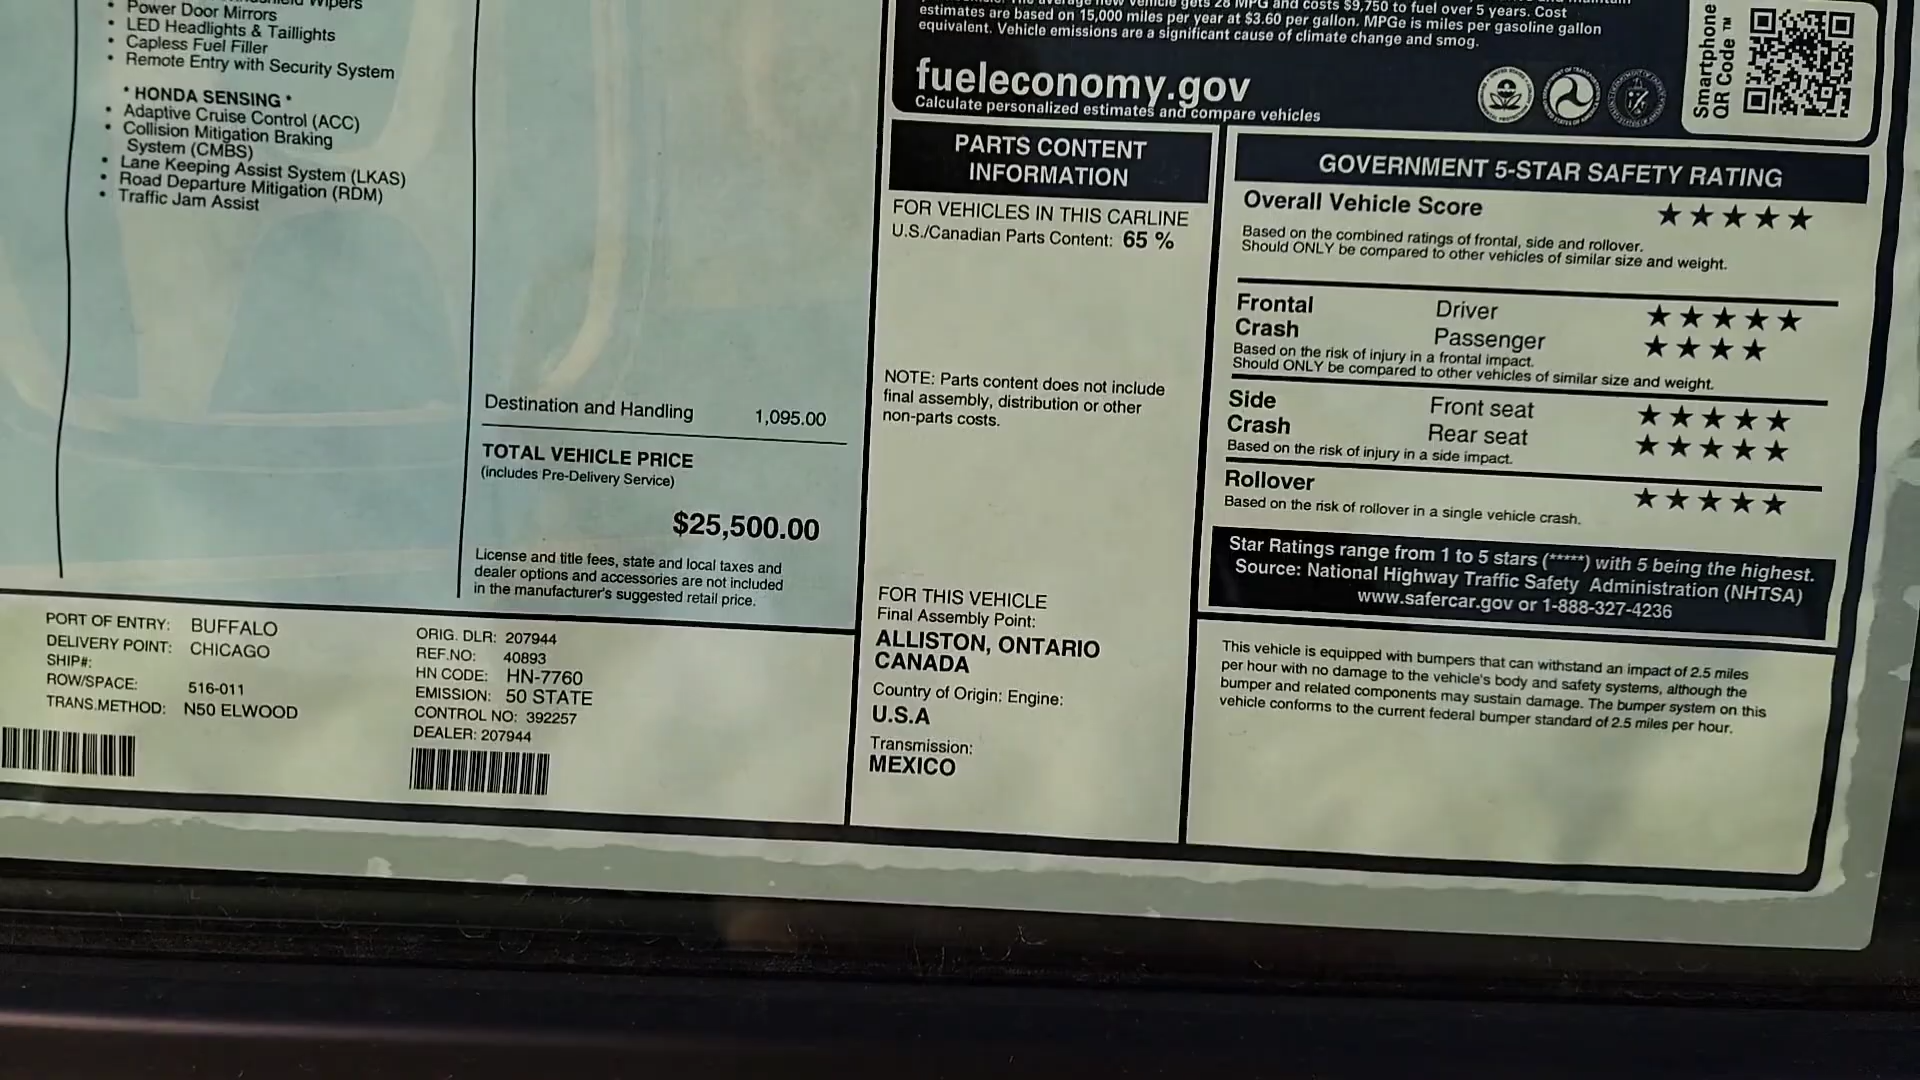 Wipers
• Power Door Mirrors
• LED Headlights & Taillights
• Capless Fuel Filler
• Remote Entry with Security System
* HONDA SENSING *
• Adaptive Cruise Control (ACC)
• Collision Mitigation Braking
System (CMBS)
• Lane Keeping Assist System (LKAS)
• Road Departure Mitigation (RDM)
• Traffic Jam Assist
Destination and Handling 1,095.00
TOTAL VEHICLE PRICE
(includes Pre-Delivery Service)
$25,500.00
License and title fees, state and local taxes and
dealer options and accessories are not included
in the manufacturer's suggested retail price.
PORT OF ENTRY: BUFFALO
DELIVERY POINT: CHICAGO
SHIP#:
ROW/SPACE: 516-011
TRANS.METHOD: N50 ELWOOD
ORIG. DLR: 207944
REF.NO: 40893
HN CODE: HN-7760
EMISSION: 50 STATE
CONTROL NO: 392257
DEALER: 207944
new vehicle gets 28 MPG and costs $9,750 to fuel over 5 years. Cost
estimates are based on 15,000 miles per year at $3.60 per gallon. MPGe is miles per gasoline gallon
equivalent. Vehicle emissions are a significant cause of climate change and smog.
fueleconomy.gov
Calculate personalized estimates and compare vehicles
Smartphone
QR Code ™
PARTS CONTENT
INFORMATION
FOR VEHICLES IN THIS CARLINE
U.S./Canadian Parts Content: 65 %
NOTE: Parts content does not include
final assembly, distribution or other
non-parts costs.
FOR THIS VEHICLE
Final Assembly Point:
ALLISTON, ONTARIO
CANADA
Country of Origin: Engine:
U.S.A
Transmission:
MEXICO
GOVERNMENT 5-STAR SAFETY RATING
Overall Vehicle Score ★★★★★
Based on the combined ratings of frontal, side and rollover.
Should ONLY be compared to other vehicles of similar size and weight.
Frontal Driver ★★★★★
Crash Passenger ★★★★
Based on the risk of injury in a frontal impact.
Should ONLY be compared to other vehicles of similar size and weight.
Side Front seat ★★★★★
Crash Rear seat ★★★★★
Based on the risk of injury in a side impact.
Rollover ★★★★★
Based on the risk of rollover in a single vehicle crash.
Star Ratings range from 1 to 5 stars (*****) with 5 being the highest.
Source: National Highway Traffic Safety Administration (NHTSA)
www.safercar.gov or 1-888-327-4236
This vehicle is equipped with bumpers that can withstand an impact of 2.5 miles
per hour with no damage to the vehicle's body and safety systems, although the
bumper and related components may sustain damage. The bumper system on this
vehicle conforms to the current federal bumper standard of 2.5 miles per hour.